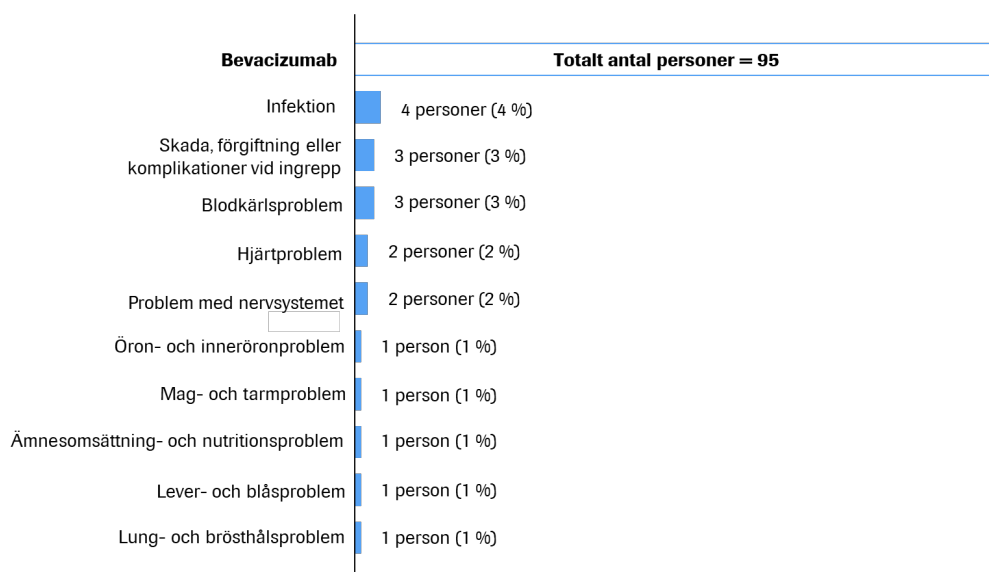 Bevacizumab
Totalt antal personer = 95
Infektion
4 personer (4 %)
Skada, förgiftning eller
komplikationer vid ingrepp
3 personer (3 %)
Blodkärlsproblem
3 personer (3 %)
Hjärtproblem
2 personer (2 %)
Problem med nervsystemet
2 personer (2 %)
Öron- och inneröronproblem
1 person (1 %)
Mag- och tarmproblem
1 person (1 %)
Ämnesomsättning- och nutritionsproblem
1 person (1 %)
Lever- och blåsproblem
1 person (1 %)
Lung- och brösthålsproblem
1 person (1 %)